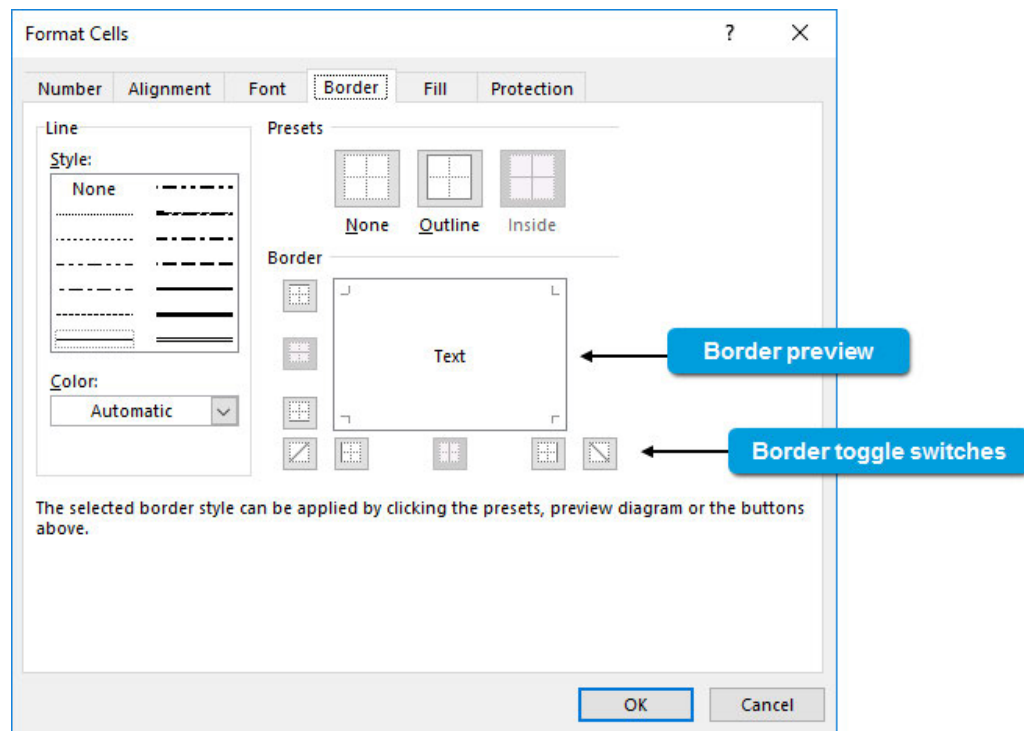 Format Cells
?
Number Alignment Font Border Fill Protection
Line
Style:
None
Color:
Automatic
Presets
None Outline Inside
Border
Text
Border preview
Border toggle switches
The selected border style can be applied by clicking the presets, preview diagram or the buttons
above.
OK Cancel